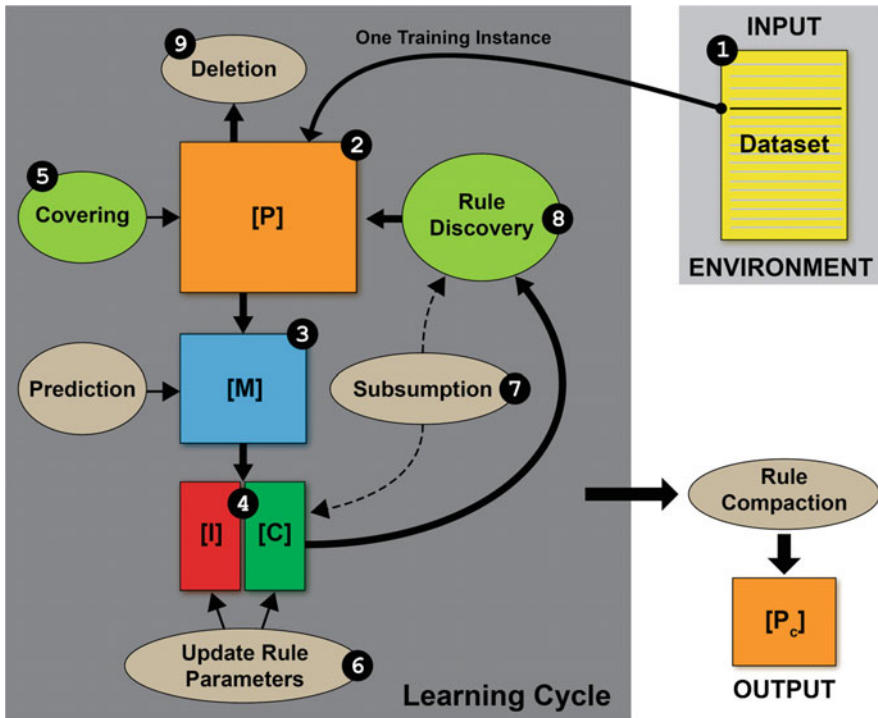 9
Deletion
One Training Instance
INPUT
1
Dataset
ENVIRONMENT
2
[P]
5
Covering
Rule
Discovery
8
3
[M]
Prediction
Subsumption
7
4
[I]
[C]
Update Rule
Parameters
6
Learning Cycle
Rule
Compaction
[Pc]
OUTPUT